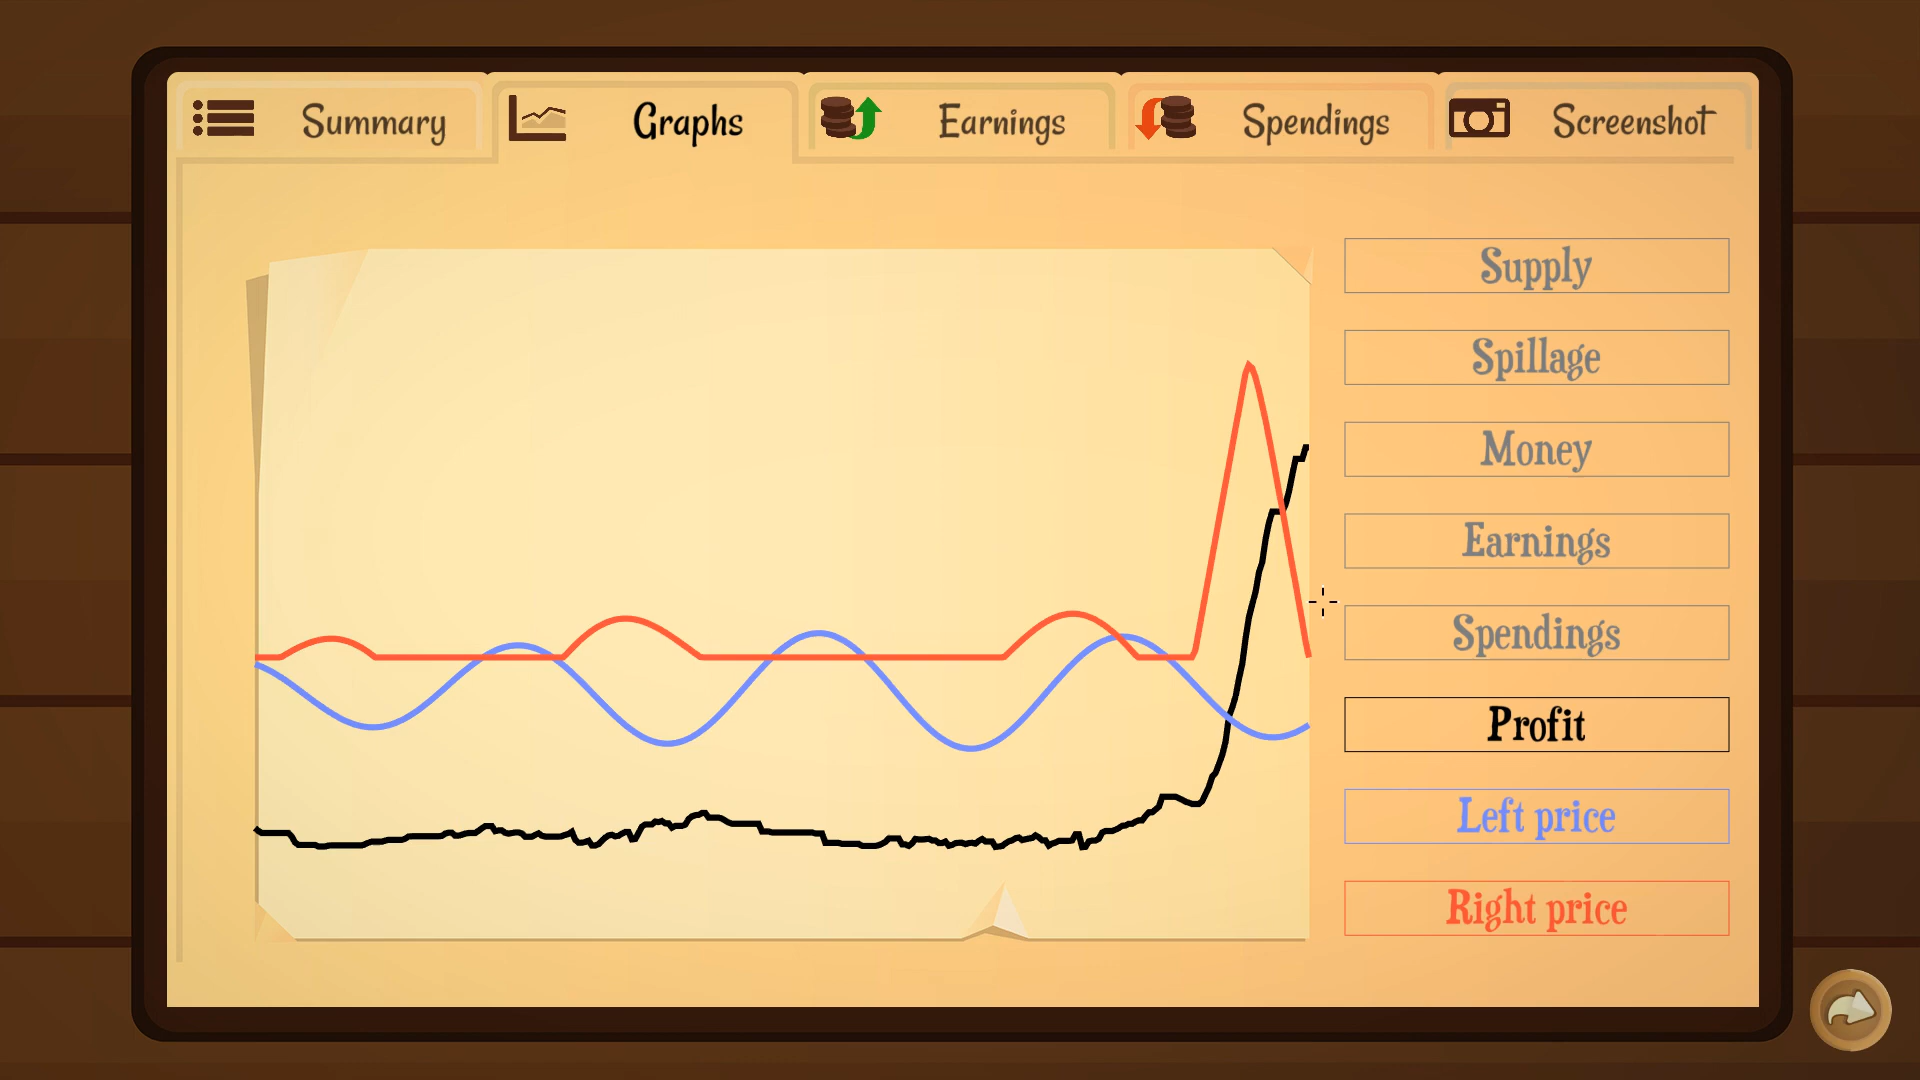 Summary
Graphs
Earnings
Spendings
Screenshot
Supply
Spillage
Money
Earnings
Spendings
Profit
Left price
Right price